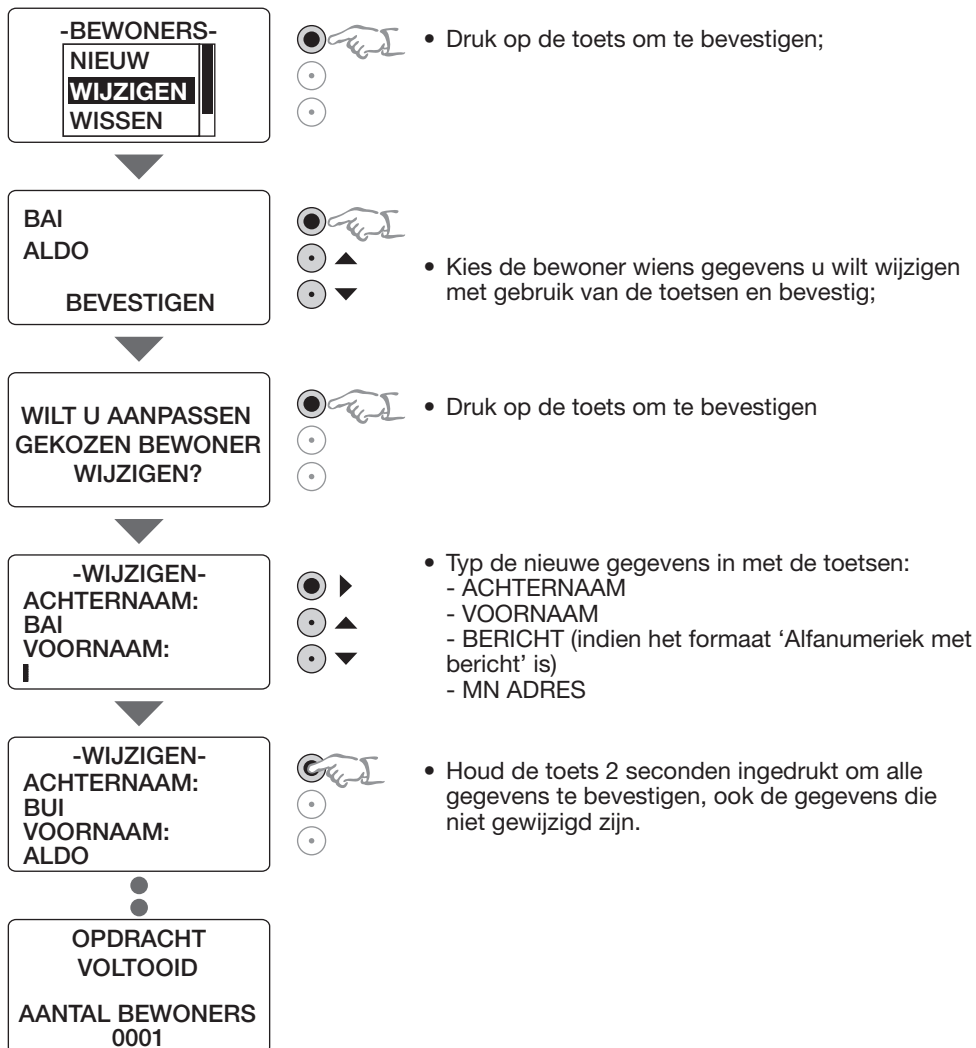 -BEWONERS-
NIEUW
WIJZIGEN
WISSEN
• Druk op de toets om te bevestigen;
BAI
ALDO
BEVESTIGEN
• Kies de bewoner wiens gegevens u wilt wijzigen
met gebruik van de toetsen en bevestig;
WILT U AANPASSEN
GEKOZEN BEWONER
WIJZIGEN?
• Druk op de toets om te bevestigen
-WIJZIGEN-
ACHTERNAAM:
BAI
VOORNAAM:
• Typ de nieuwe gegevens in met de toetsen:
- ACHTERNAAM
- VOORNAAM
- BERICHT (indien het formaat ‘Alfanumeriek met
bericht’ is)
- MN ADRES
-WIJZIGEN-
ACHTERNAAM:
BUI
VOORNAAM:
ALDO
• Houd de toets 2 seconden ingedrukt om alle
gegevens te bevestigen, ook de gegevens die
niet gewijzigd zijn.
OPDRACHT
VOLTOOID
AANTAL BEWONERS
0001